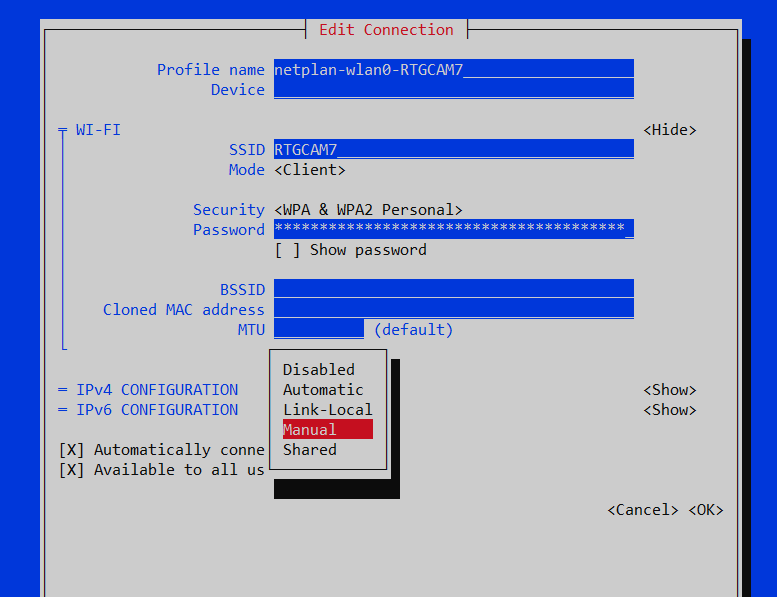 Edit Connection
Profile name netplan-wlan0-RTGCAM7
Device
WI-FI <Hide>
SSID RTGCAM7
Mode <Client>
Security <WPA & WPA2 Personal>
Password ***************************************
[ ] Show password
BSSID
Cloned MAC address
MTU (default)
Disabled
= IPv4 CONFIGURATION Automatic <Show>
= IPv6 CONFIGURATION Link-Local <Show>
Manual
[X] Automatically conne Shared
[X] Available to all us
<Cancel> <OK>